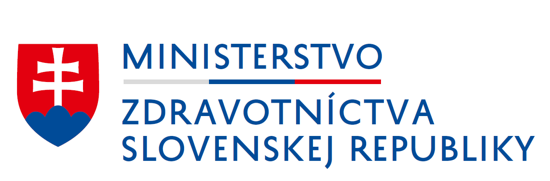 MINISTERSTVO
ZDRAVOTNÍCTVA
SLOVENSKEJ REPUBLIKY